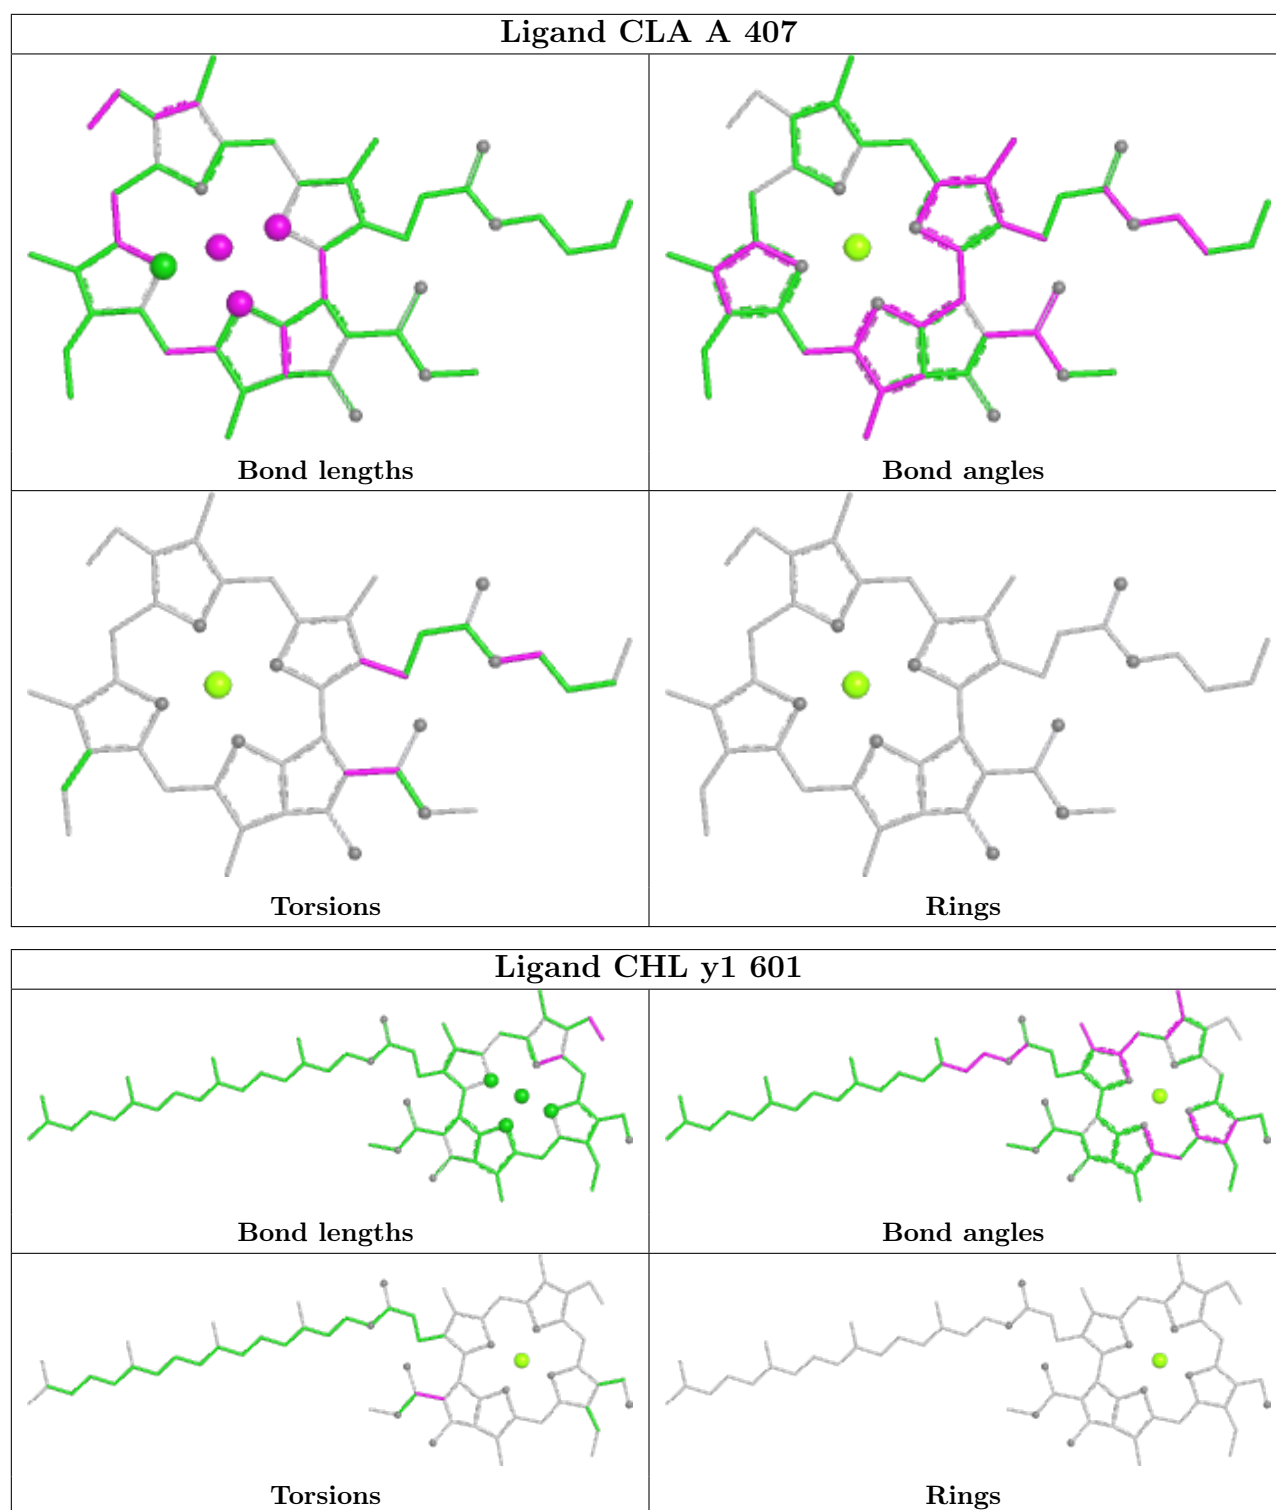 Ligand CLA A 407
Bond lengths
Bond angles
Torsions
Rings
Ligand CHL y1 601
Bond lengths
Bond angles
Torsions
Rings